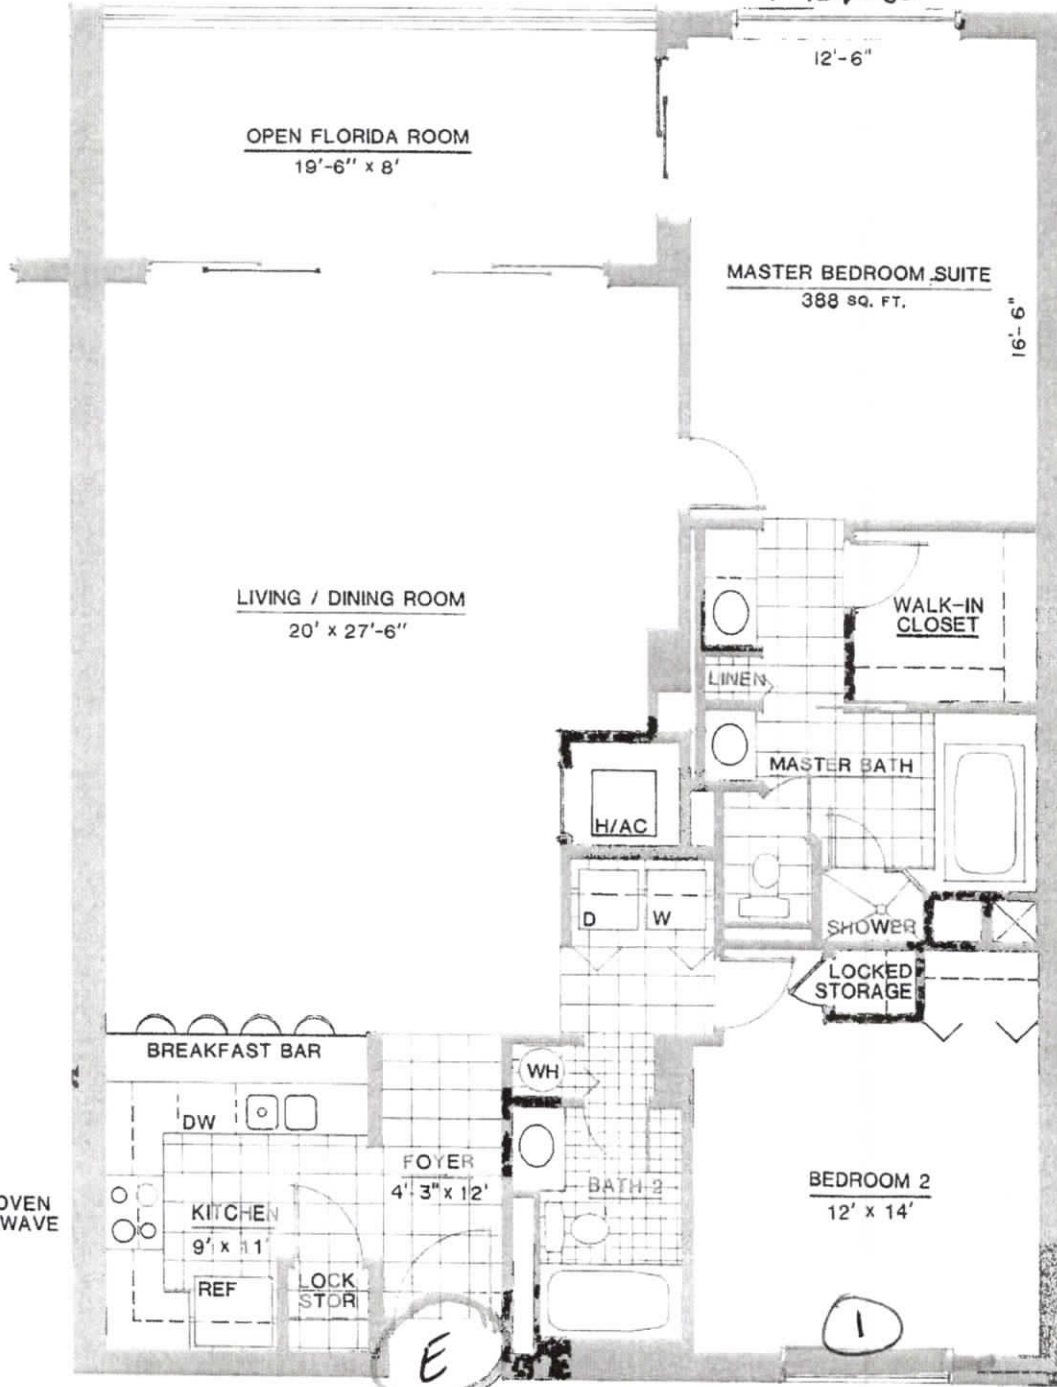 12'-6"
OPEN FLORIDA ROOM
19'-6" x 8'
MASTER BEDROOM SUITE
388 SQ. FT.
16'-6"
LIVING / DINING ROOM
20' x 27'-6"
WALK-IN
CLOSET
LINEN
MASTER BATH
H/AC
D
W
SHOWER
LOCKED
STORAGE
BREAKFAST BAR
WH
DW
FOYER
4'-3" x 12'
BATH 2
BEDROOM 2
12' x 14'
OVEN
WAVE
KITCHEN
9' x 11'
REF
LOCK
STOR
E
1